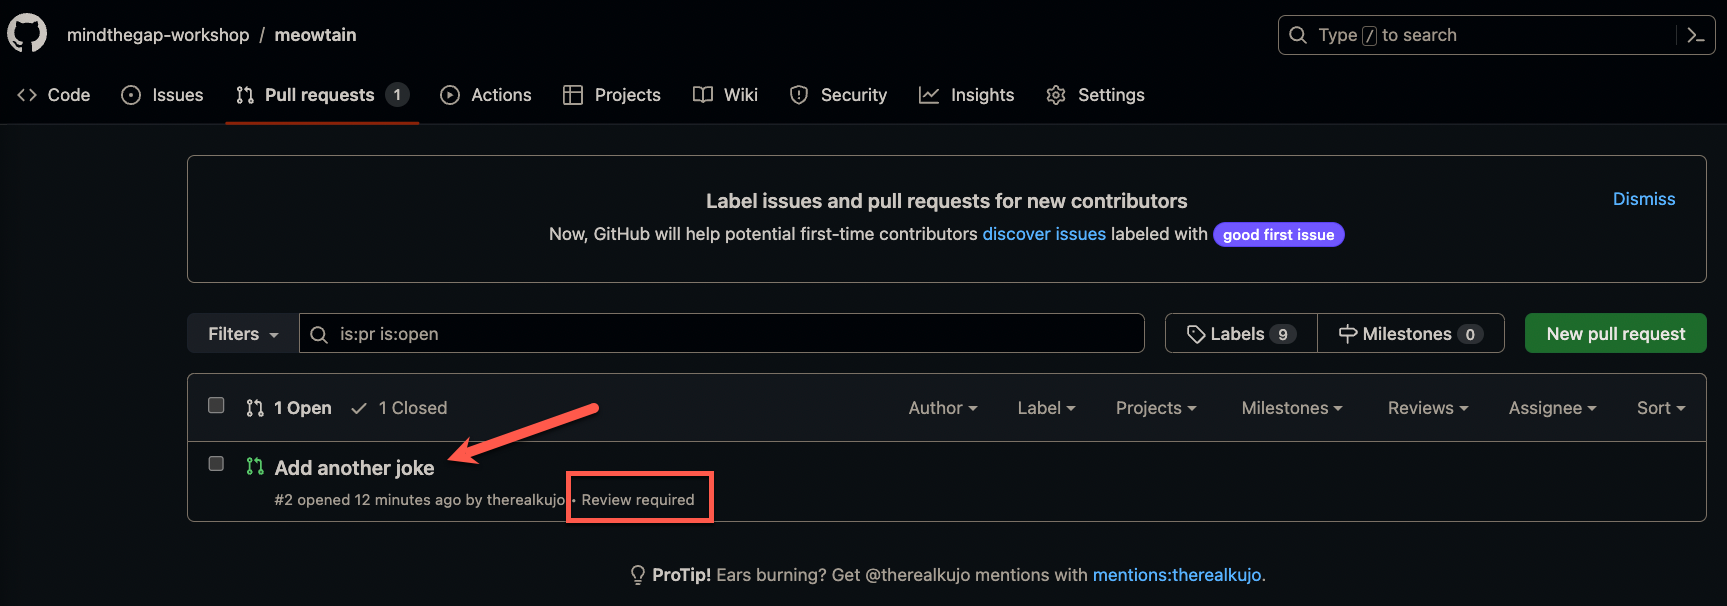 mindthegap-workshop / meowtain
Type / to search
Code Issues Pull requests 1 Actions Projects Wiki Security Insights Settings
Label issues and pull requests for new contributors
Dismiss
Now, GitHub will help potential first-time contributors discover issues labeled with good first issue
Filters is:pr is:open Labels 9 Milestones 0 New pull request
1 Open 1 Closed Author Label Projects Milestones Reviews Assignee Sort
Add another joke
#2 opened 12 minutes ago by therealkujo • Review required
ProTip! Ears burning? Get @therealkujo mentions with mentions:therealkujo.